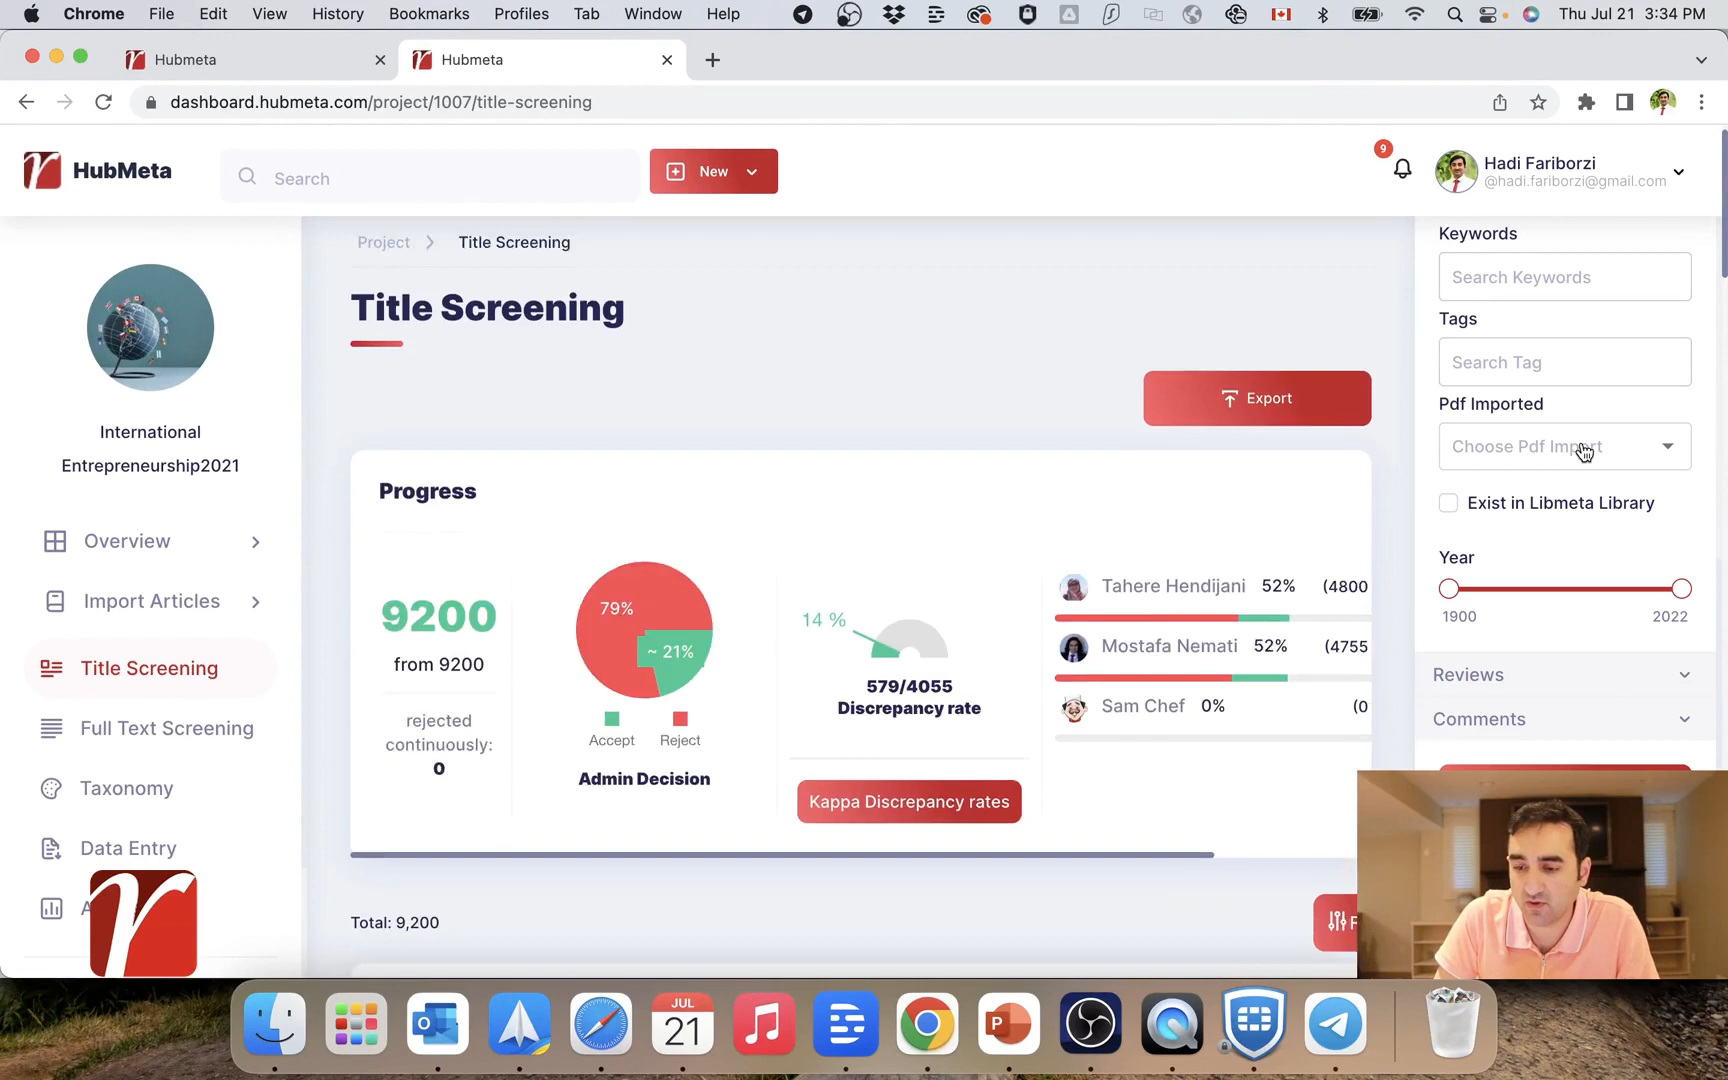 Chrome File Edit View History Bookmarks Profiles Tab Window Help Thu Jul 21 3:34 PM
Hubmeta
Hubmeta
dashboard.hubmeta.com/project/1007/title-screening
HubMeta
Search
New
9
Hadi Fariborzi
@hadi.fariborzi@gmail.com
International
Entrepreneurship2021
Overview
Import Articles
Title Screening
Full Text Screening
Taxonomy
Data Entry
Project
Title Screening
Title Screening
Export
Progress
9200
from 9200
rejected
continuously:
0
79%
~ 21%
Accept Reject
Admin Decision
14 %
579/4055
Discrepancy rate
Kappa Discrepancy rates
Tahere Hendijani 52% (4800
Mostafa Nemati 52% (4755
Sam Chef 0% (0
Total: 9,200
F
Keywords
Search Keywords
Tags
Search Tag
Pdf Imported
Choose Pdf Import
Exist in Libmeta Library
Year
1900 2022
Reviews
Comments
JUL
21